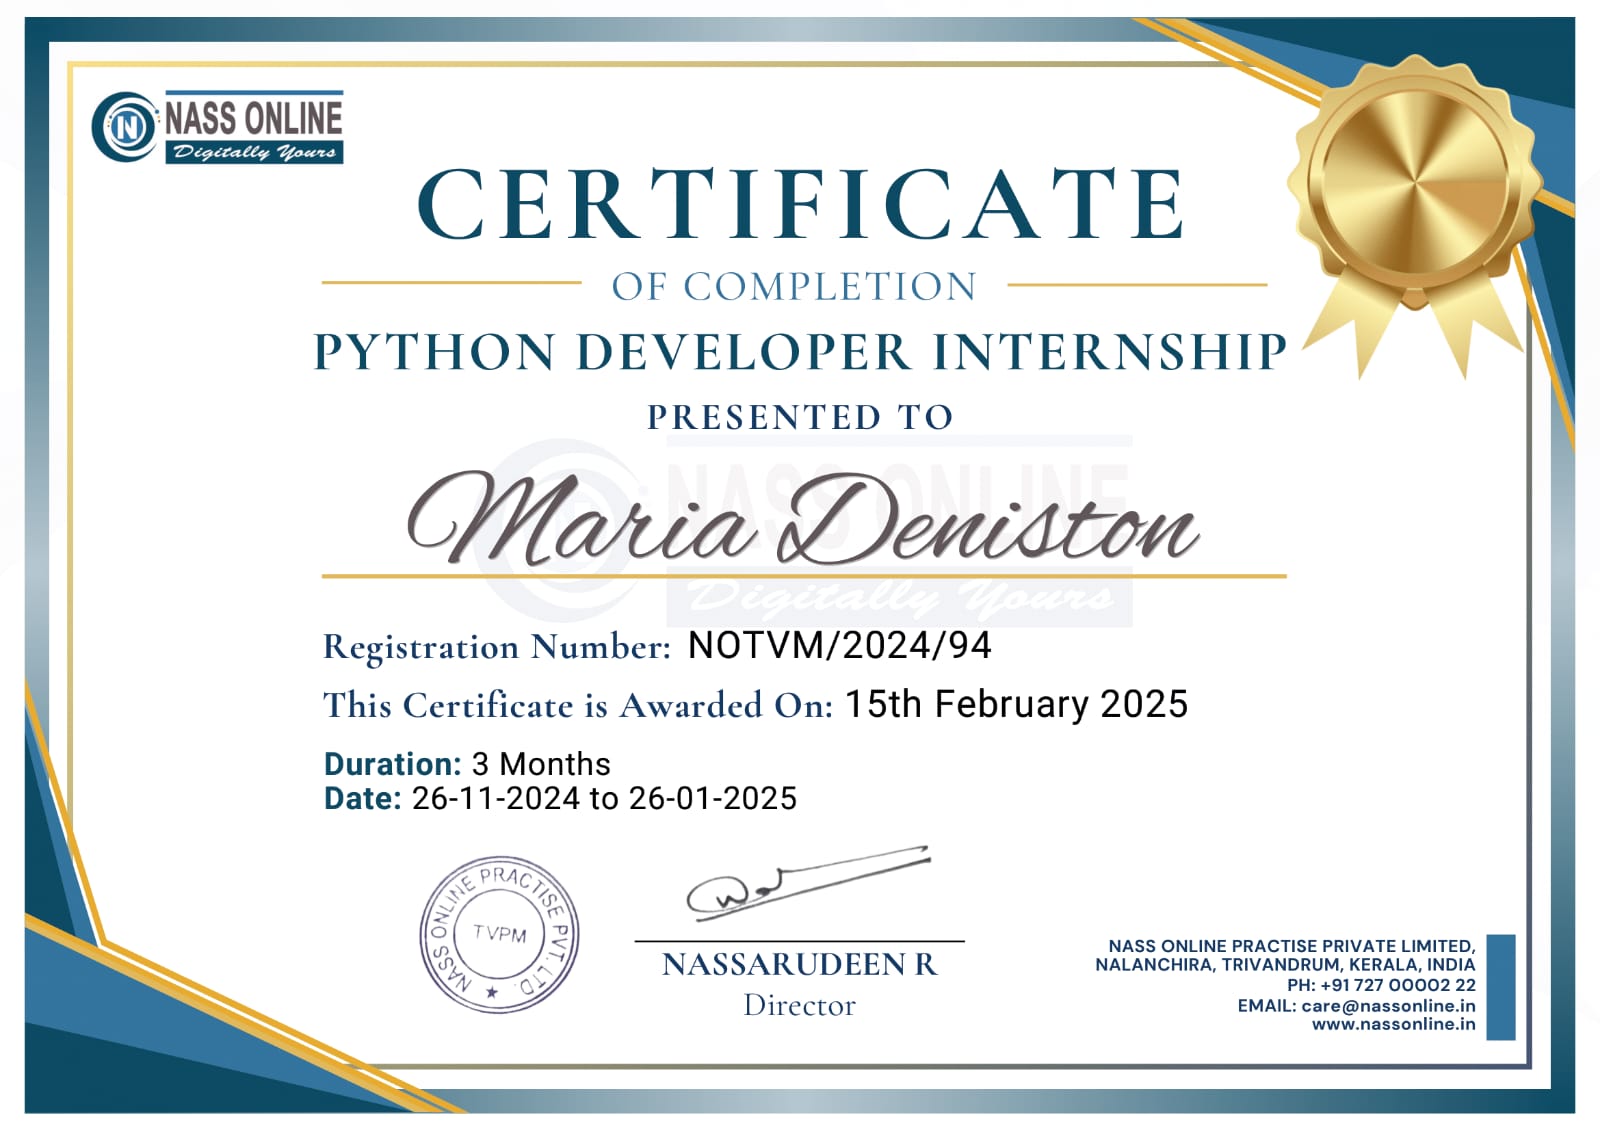 NASS ONLINE
Digitally Yours
CERTIFICATE
OF COMPLETION
PYTHON DEVELOPER INTERNSHIP
PRESENTED TO
NASS ONLINE
Maria Deniston
Digitally Yours
Registration Number: NOTVM/2024/94
This Certificate is Awarded On: 15th February 2025
Duration: 3 Months
Date: 26-11-2024 to 26-01-2025
NASS ONLINE PRACTISE PVT. LTD.
TVPM
NASSARUDEEN R
Director
NASS ONLINE PRACTISE PRIVATE LIMITED,
NALANCHIRA, TRIVANDRUM, KERALA, INDIA
PH: +91 727 00002 22
EMAIL: care@nassonline.in
www.nassonline.in